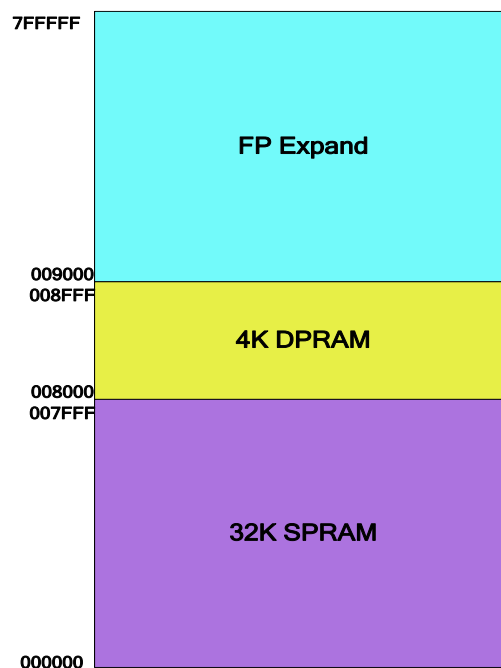 7FFFFF
FP Expand
009000
008FFF
4K DPRAM
008000
007FFF
32K SPRAM
000000